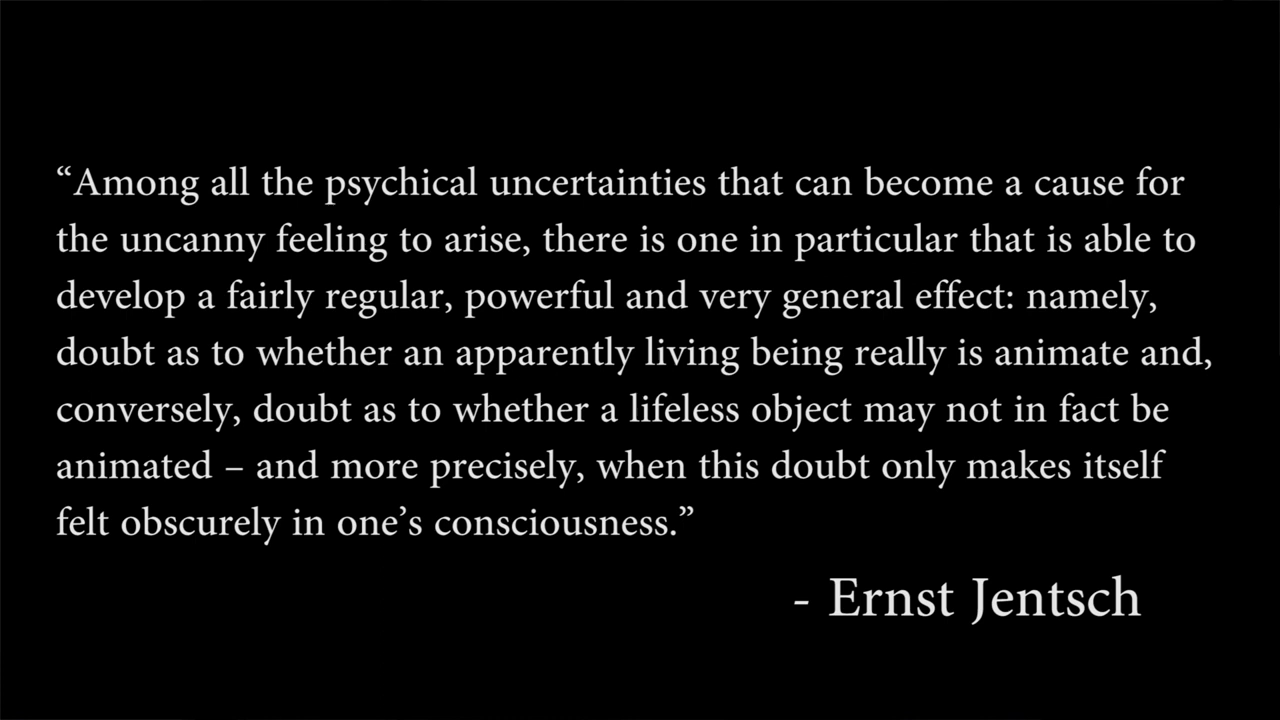 “Among all the psychical uncertainties that can become a cause for
the uncanny feeling to arise, there is one in particular that is able to
develop a fairly regular, powerful and very general effect: namely,
doubt as to whether an apparently living being really is animate and,
conversely, doubt as to whether a lifeless object may not in fact be
animated – and more precisely, when this doubt only makes itself
felt obscurely in one’s consciousness.”
- Ernst Jentsch